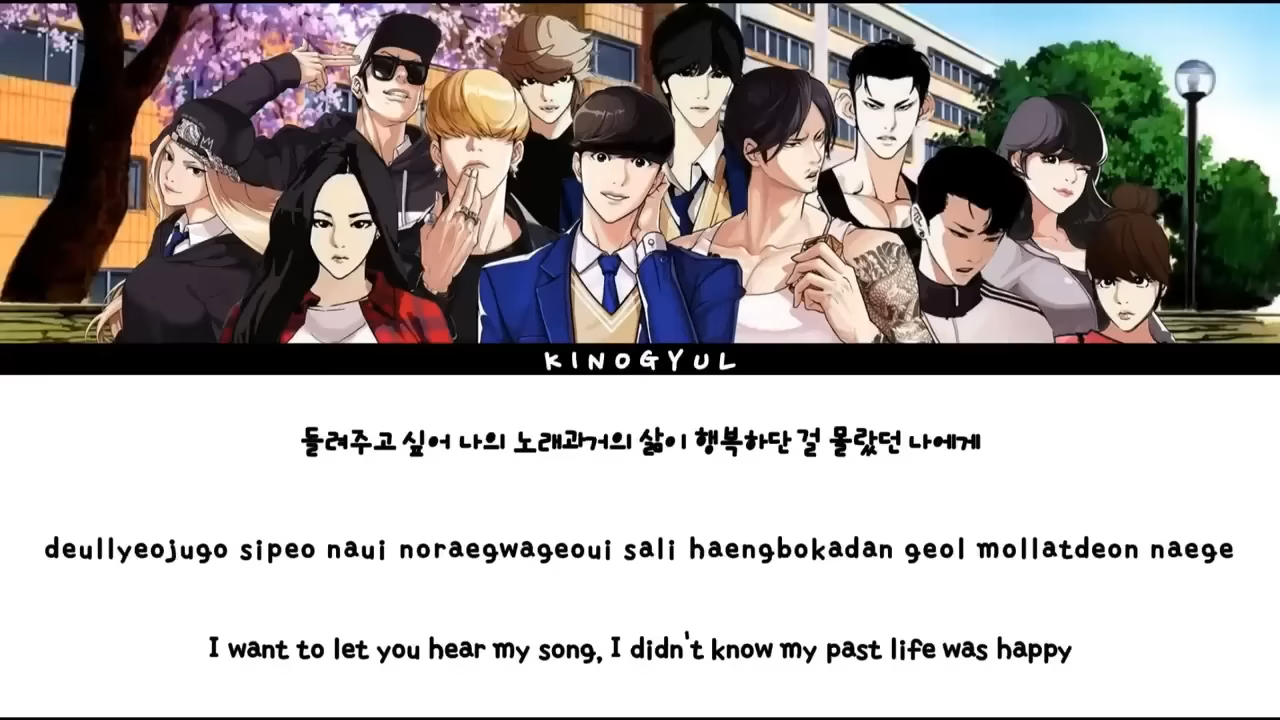 KINOGYUL
들려주고 싶어 나의 노래과거의 삶이 행복하단 걸 몰랐던 나에게
deullyeojugo sipeo naui noraegwageoui sali haengbokadan geol mollatdeon naege
I want to let you hear my song, I didn't know my past life was happy